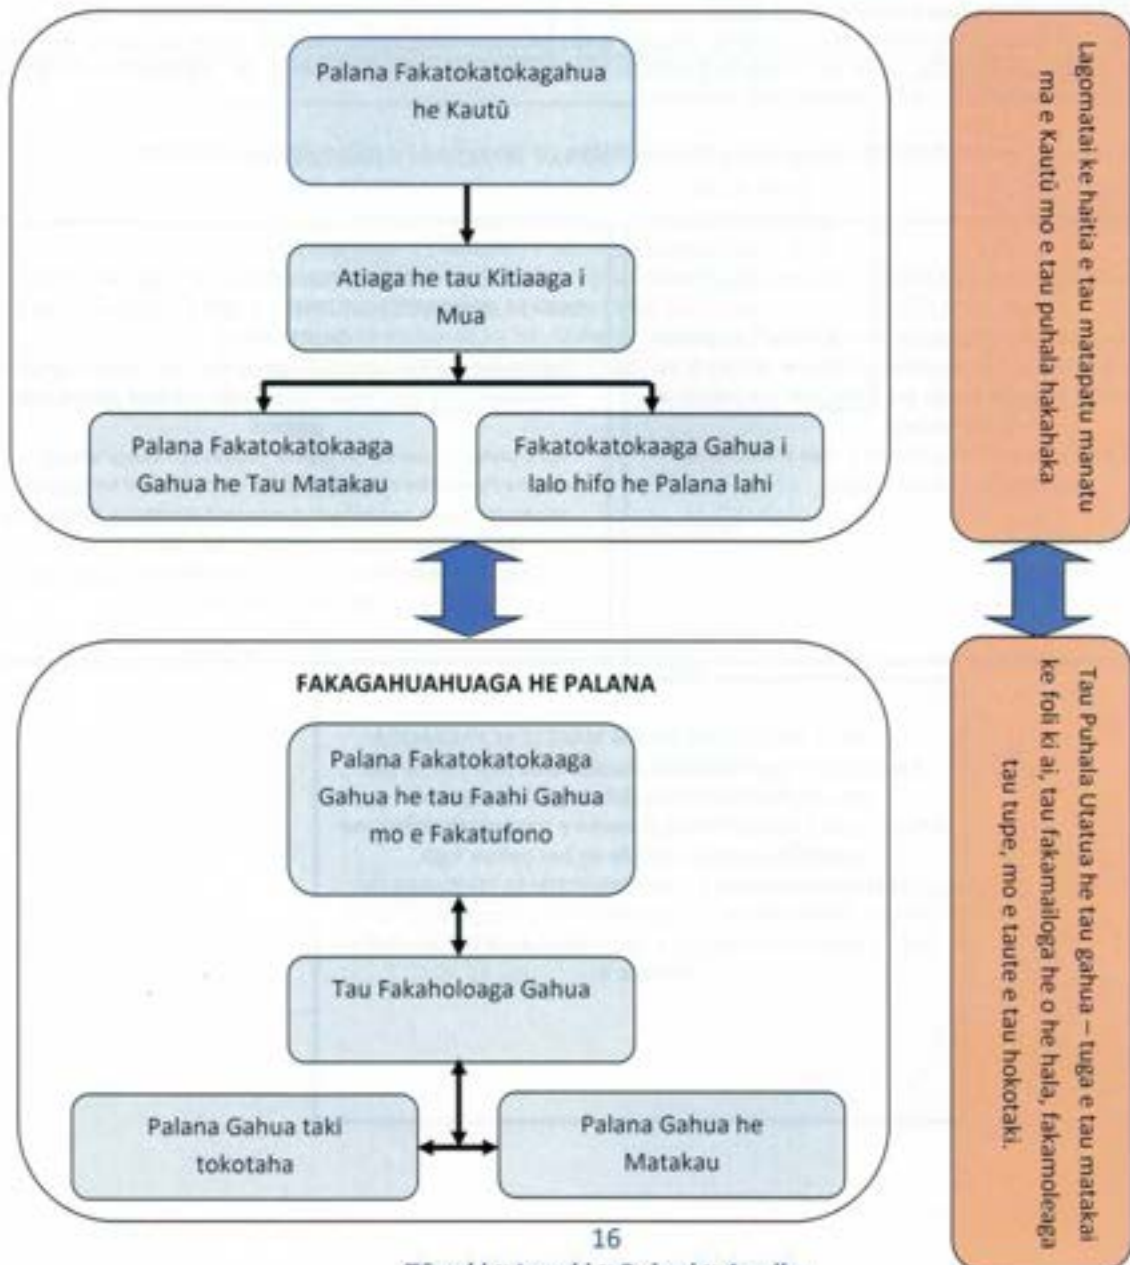 Palana Fakatokatokagahua
he Kautū
Atiaga he tau Kitiaaga i
Mua
Palana Fakatokatokaaga
Gahua he Tau Matakau
Fakatokatokaaga Gahua i
lalo hifo he Palana lahi
Lagomatai ke haitia e tau matapatu manatu
ma e Kautū mo e tau puhala hakahaka
FAKAGAHUAHUAGA HE PALANA
Palana Fakatokatokaaga
Gahua he tau Faahi Gahua
mo e Fakatufono
Tau Fakaholoaga Gahua
Palana Gahua taki
tokotaha
Palana Gahua he
Matakau
Tau Puhala Utatua he tau gahua – tuga e tau matakai
ke foli ki ai, tau fakamailoga he o he hala, fakamoleaga
tau tupe, mo e taute e tau hokotaki.
16